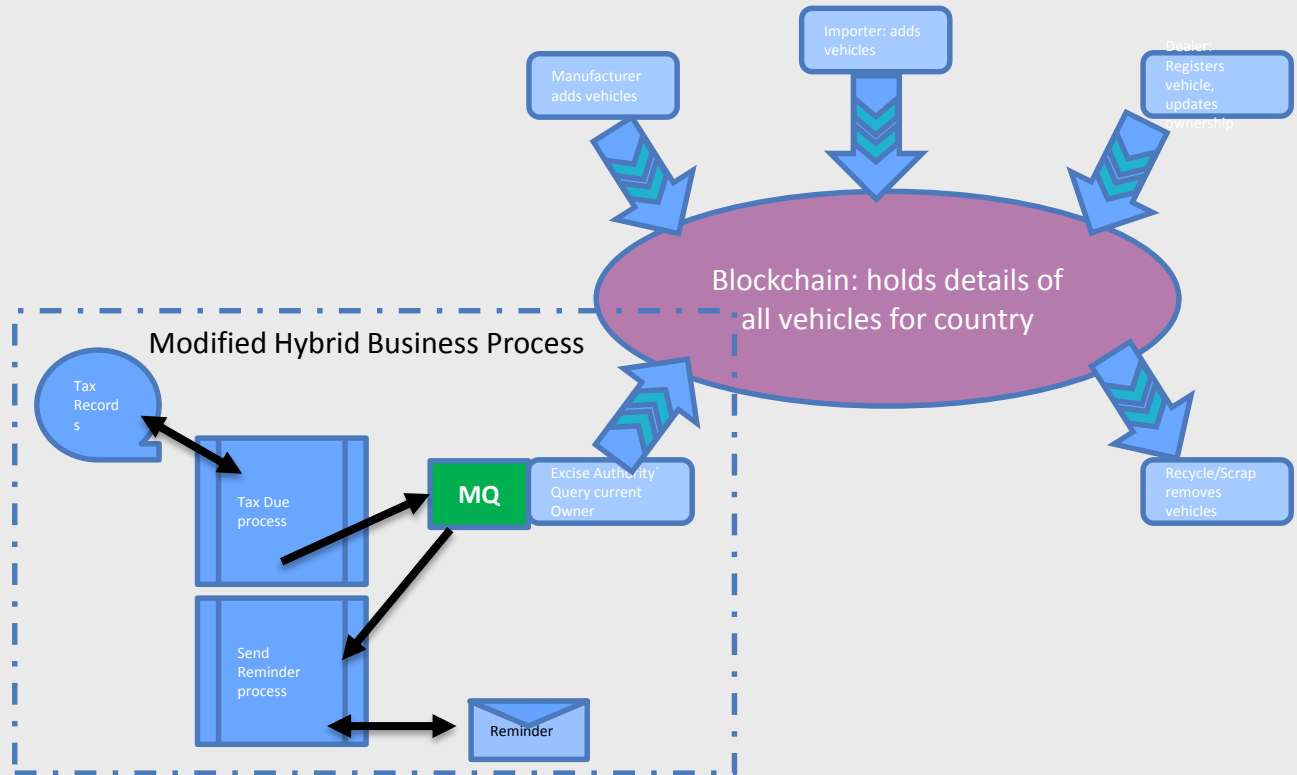 Importer: adds
vehicles
Dealer:
Registers
vehicle,
updates
ownership
Manufacturer
adds vehicles
Blockchain: holds details of
all vehicles for country
Modified Hybrid Business Process
Tax
Record
s
Tax Due
process
MQ
Excise Authority`
Query current
Owner
Recycle/Scrap
removes
vehicles
Send
Reminder
process
Reminder